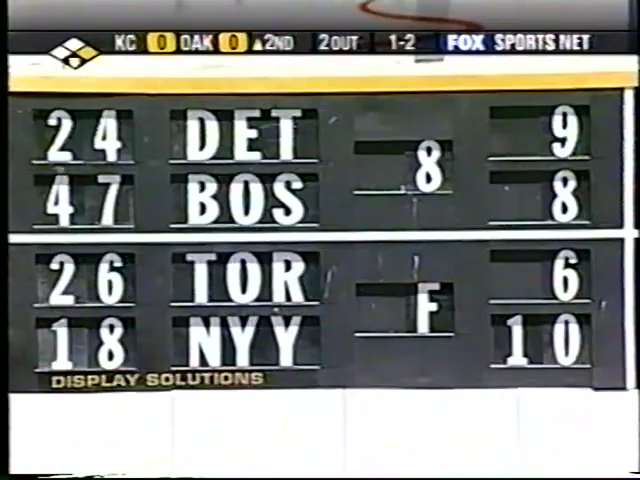 KC 0 OAK 0 ▲2ND 2 OUT 1-2 FOX SPORTS NET
24 DET 9
8
47 BOS 8
26 TOR 6
F
18 NYY 10
DISPLAY SOLUTIONS